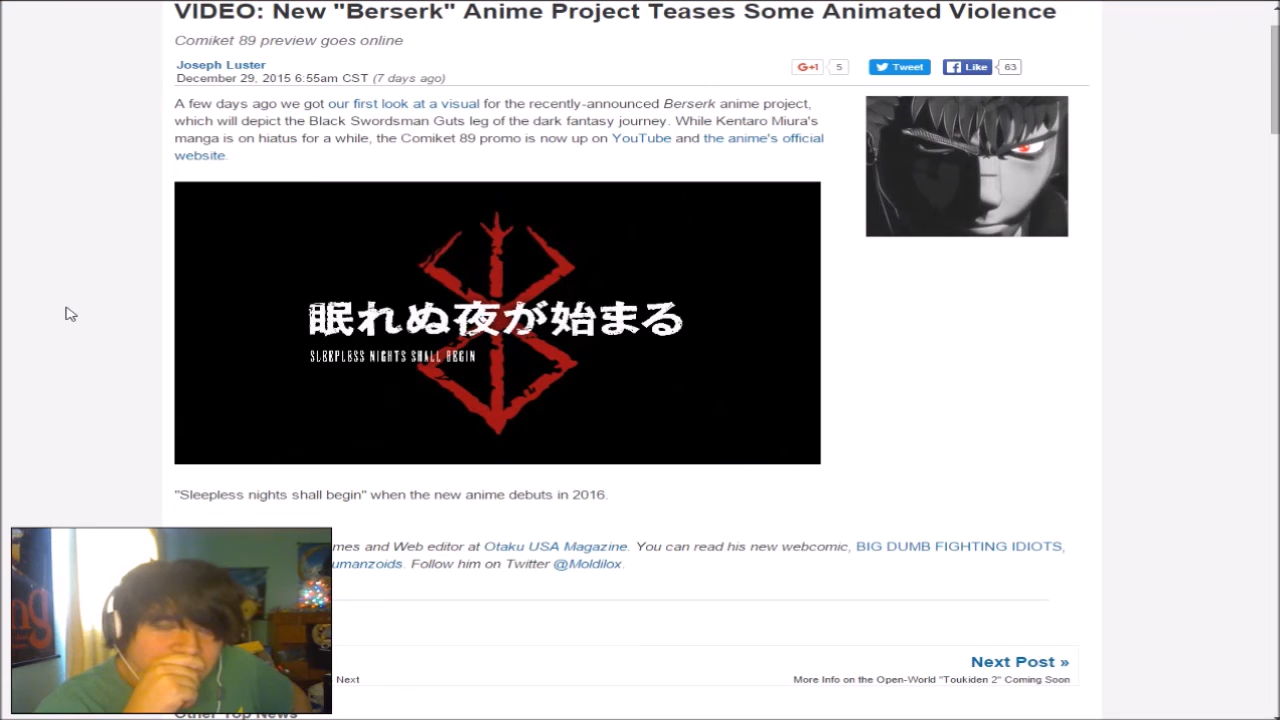 VIDEO: New "Berserk" Anime Project Teases Some Animated Violence
Comiket 89 preview goes online
Joseph Luster
December 29, 2015 6:55am CST (7 days ago)
G+1 5 Tweet Like 63
A few days ago we got our first look at a visual for the recently-announced Berserk anime project,
which will depict the Black Swordsman Guts leg of the dark fantasy journey. While Kentaro Miura's
manga is on hiatus for a while, the Comiket 89 promo is now up on YouTube and the anime's official
website.
眠れぬ夜が始まる
SLEEPLESS NIGHTS SHALL BEGIN
"Sleepless nights shall begin" when the new anime debuts in 2016.
mes and Web editor at Otaku USA Magazine. You can read his new webcomic, BIG DUMB FIGHTING IDIOTS,
umanzoids. Follow him on Twitter @Moldilox.
Next Post »
Next
More Info on the Open-World "Toukiden 2" Coming Soon
Other Top News